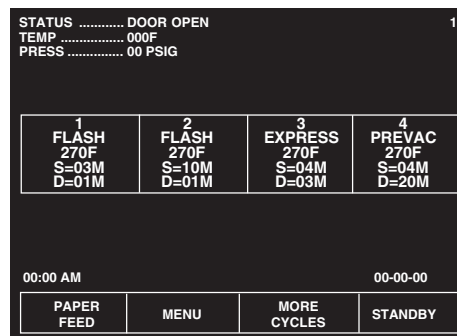 STATUS ............ DOOR OPEN 1
TEMP ................. 000F
PRESS ............... 00 PSIG
1 2 3 4
FLASH FLASH EXPRESS PREVAC
270F 270F 270F 270F
S=03M S=10M S=04M S=04M
D=01M D=01M D=03M D=20M
00:00 AM 00-00-00
PAPER FEED MENU MORE CYCLES STANDBY